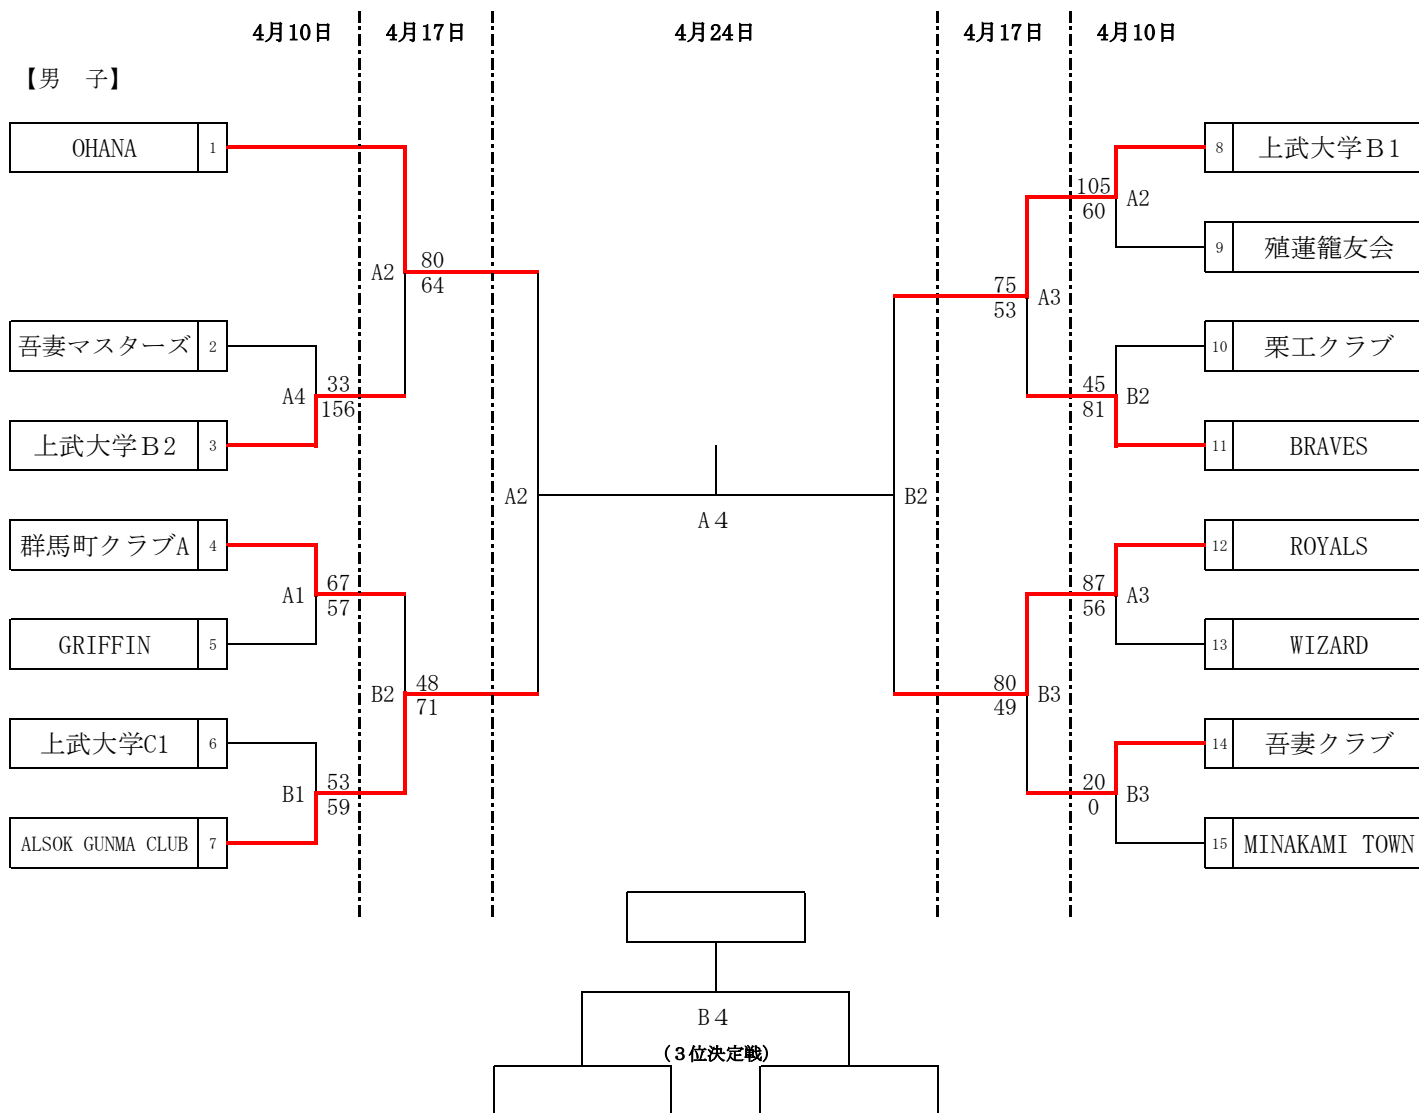 4月10日 4月17日 4月24日 4月17日 4月10日
【男　子】
OHANA 1
8 上武大学Ｂ1
105
60
A2
9 殖蓮籠友会
A2
80
64
75
53
A3
吾妻マスターズ 2
10 栗工クラブ
A4
33
156
45
81
B2
上武大学Ｂ2 3
11 BRAVES
A2
B2
A４
群馬町クラブA 4
12 ROYALS
A1
67
57
87
56
A3
GRIFFIN 5
13 WIZARD
B2
48
71
80
49
B3
上武大学C1 6
14 吾妻クラブ
B1
53
59
20
0
B3
ALSOK GUNMA CLUB 7
15 MINAKAMI TOWN
B４
（３位決定戦）